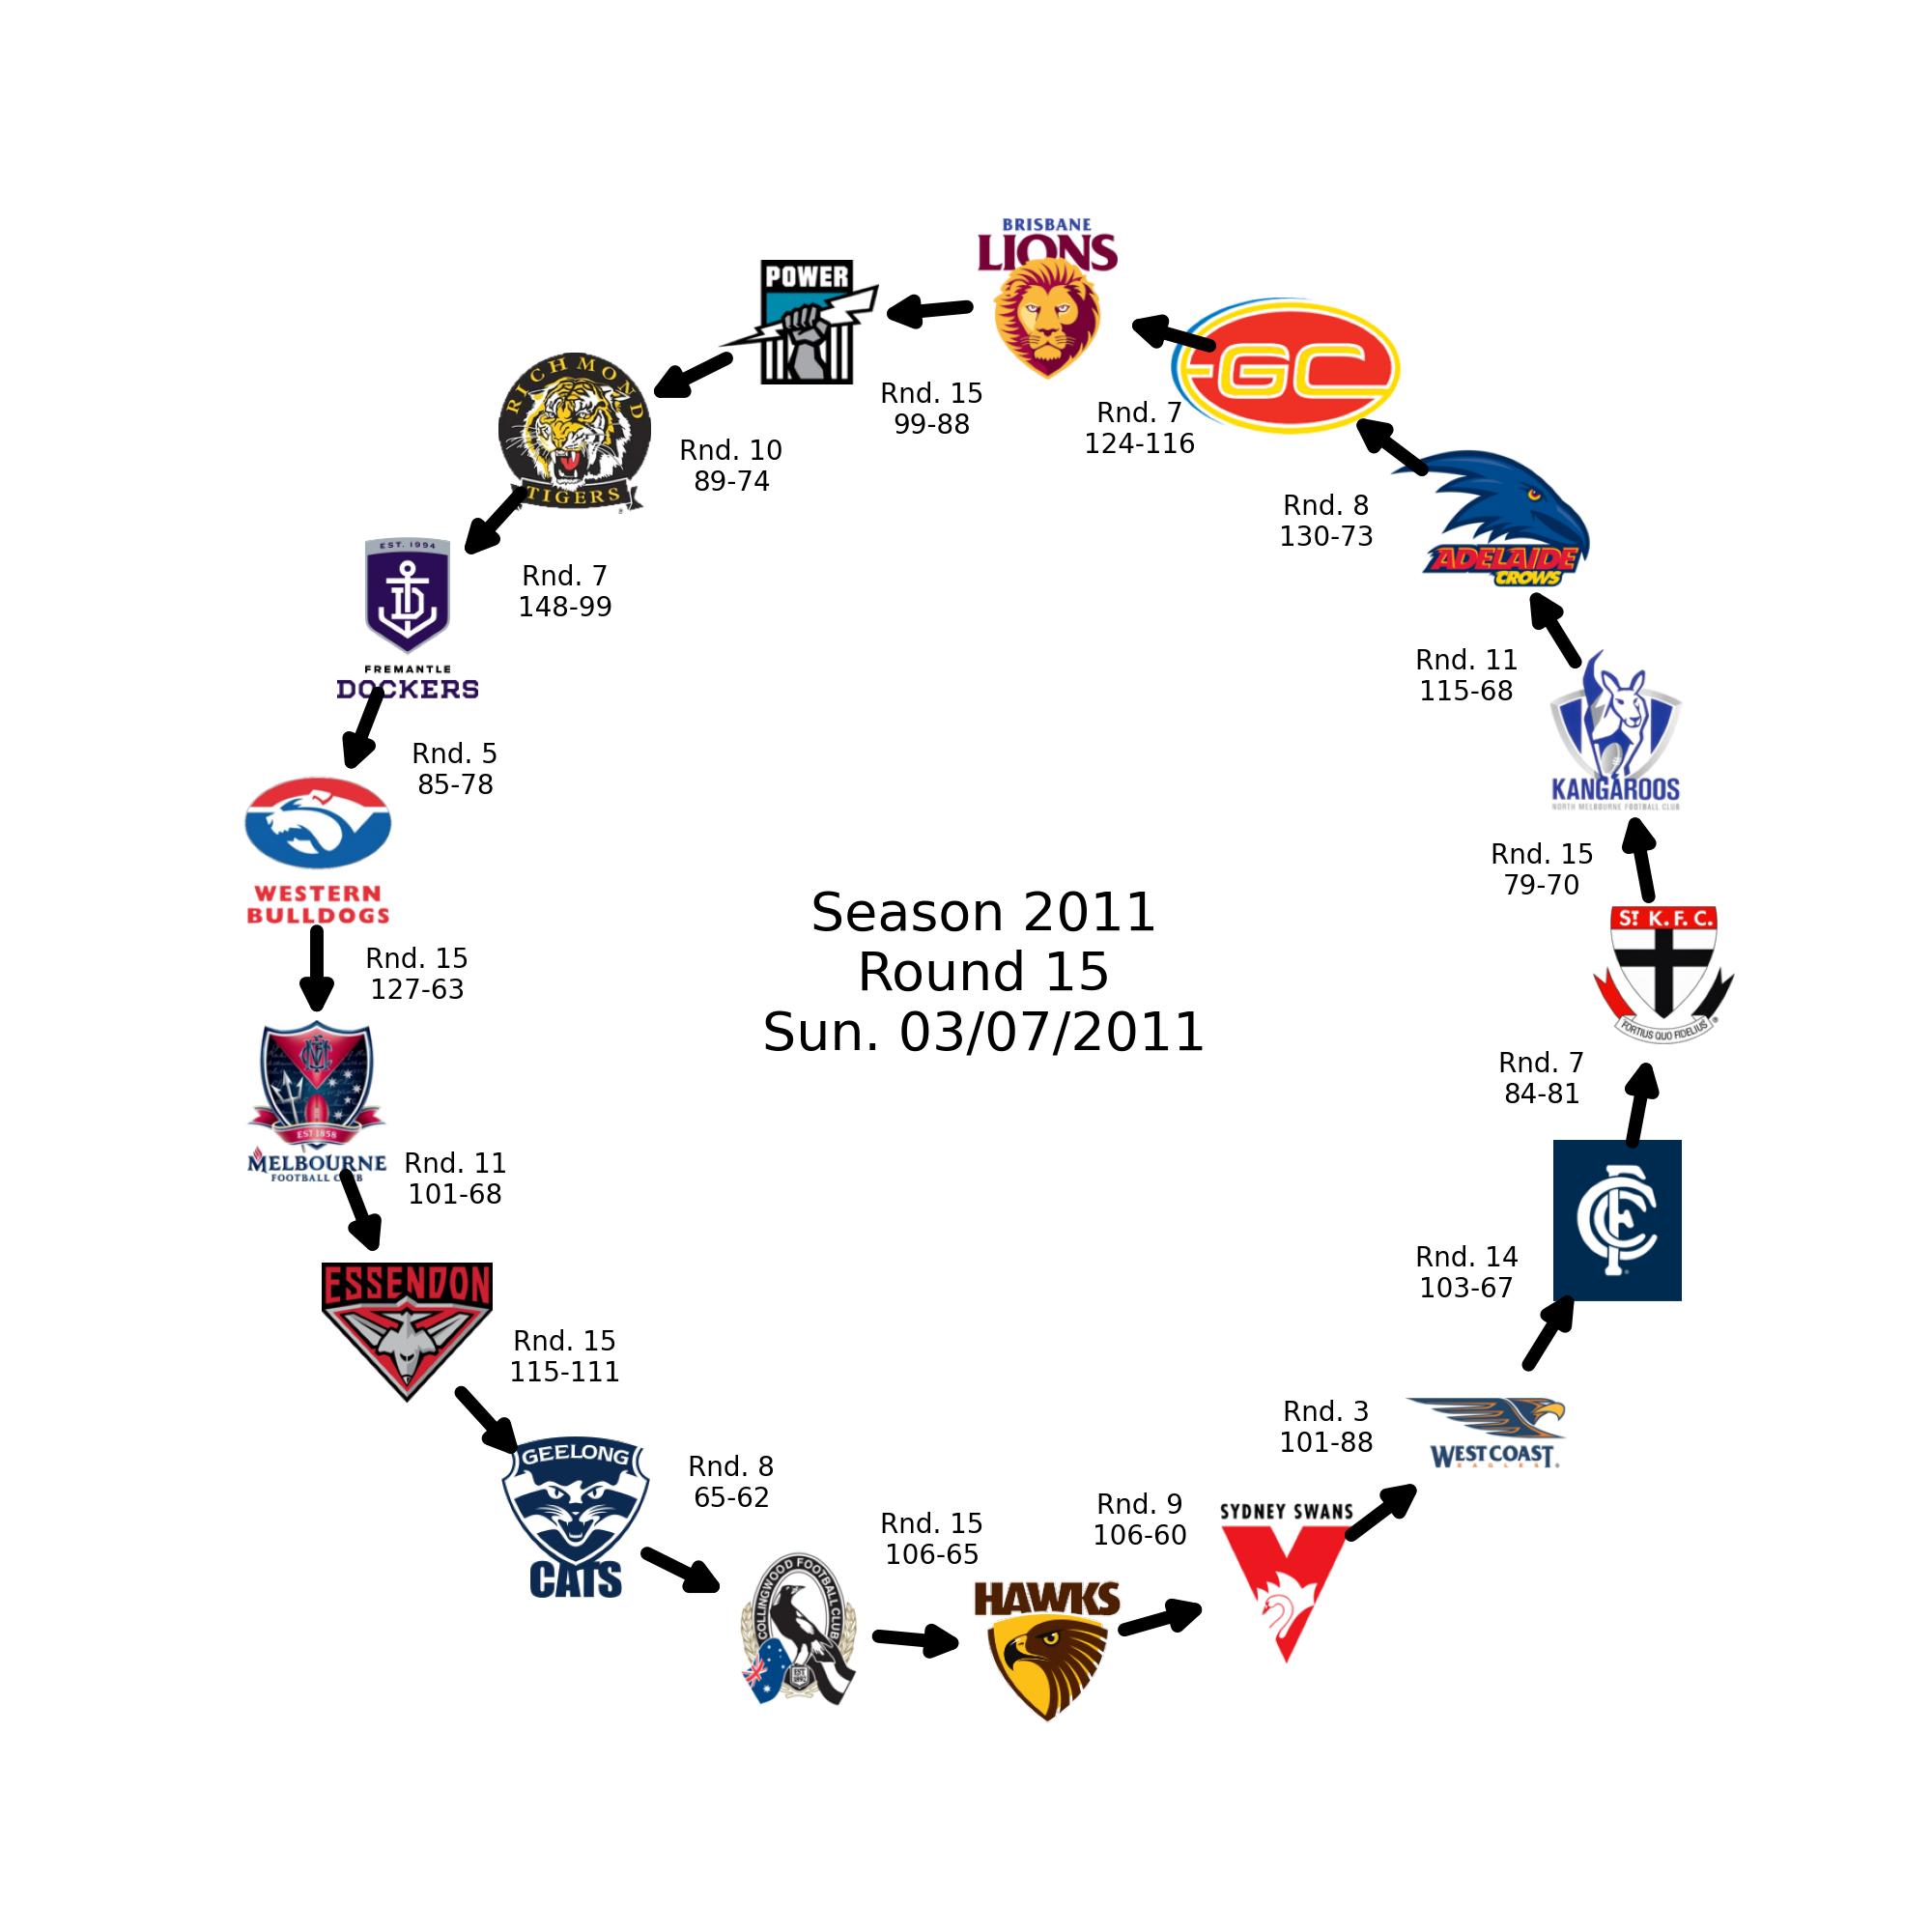 BRISBANE
LIONS
POWER
GC
RICHMOND
TIGERS
Rnd. 15
99-88
Rnd. 7
124-116
Rnd. 10
89-74
Rnd. 8
130-73
ADELAIDE
CROWS
EST. 1994
FREMANTLE
DOCKERS
Rnd. 7
148-99
Rnd. 11
115-68
KANGAROOS
NORTH MELBOURNE FOOTBALL CLUB
Rnd. 5
85-78
WESTERN
BULLDOGS
Rnd. 15
79-70
ST K.F.C.
FORTIUS QUO FIDELIUS
Season 2011
Round 15
Sun. 03/07/2011
Rnd. 15
127-63
EST 1858
MELBOURNE
FOOTBALL CLUB
Rnd. 7
84-81
Rnd. 11
101-68
CFC
Rnd. 14
103-67
ESSENDON
Rnd. 15
115-111
Rnd. 3
101-88
WEST COAST
EAGLES
GEELONG
CATS
Rnd. 8
65-62
Rnd. 15
106-65
Rnd. 9
106-60
SYDNEY SWANS
COLLINGWOOD FOOTBALL CLUB
EST
1892
HAWKS